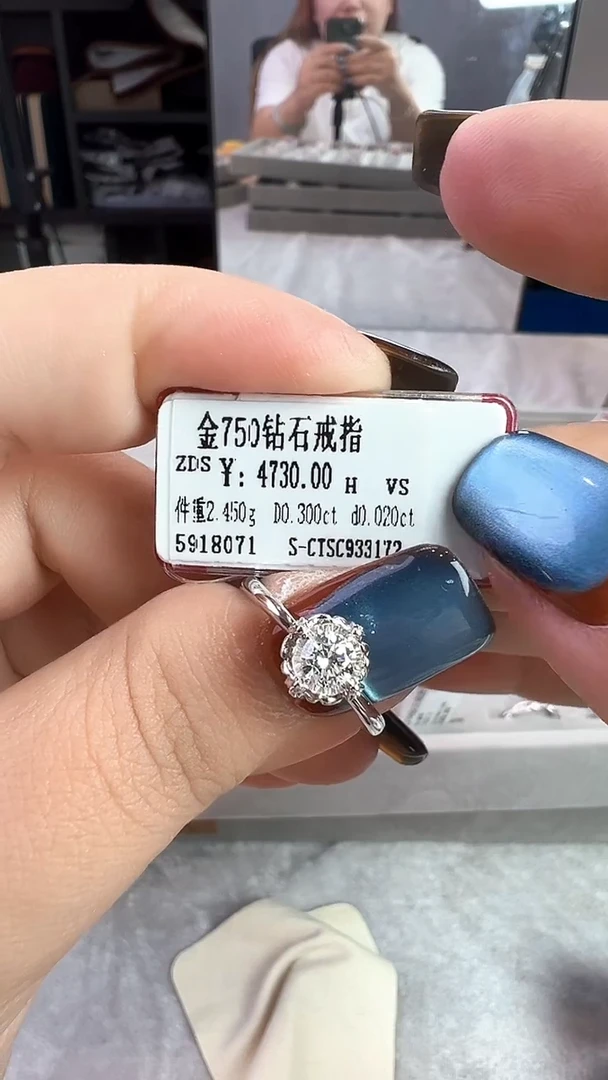 金750钻石戒指
ZDS ¥: 4730.00 H VS
件重2.450g D0.300ct d0.020ct
5918071 S-CTSC933172